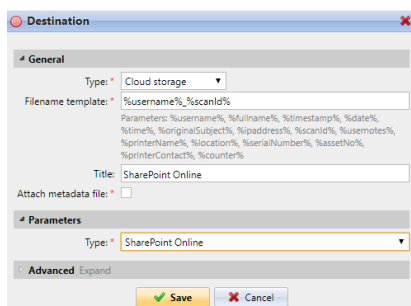 Destination
General
Type: * Cloud storage
Filename template: * %username%_%scanId%
Parameters: %username%, %fullname%, %timestamp%, %date%,
%time%, %originalSubject%, %ipaddress%, %scanId%, %usernotes%,
%printerName%, %location%, %serialNumber%, %assetNo%,
%printerContact%, %counter%
Title: SharePoint Online
Attach metadata file: *
Parameters
Type: * SharePoint Online
Advanced Expand
Save Cancel